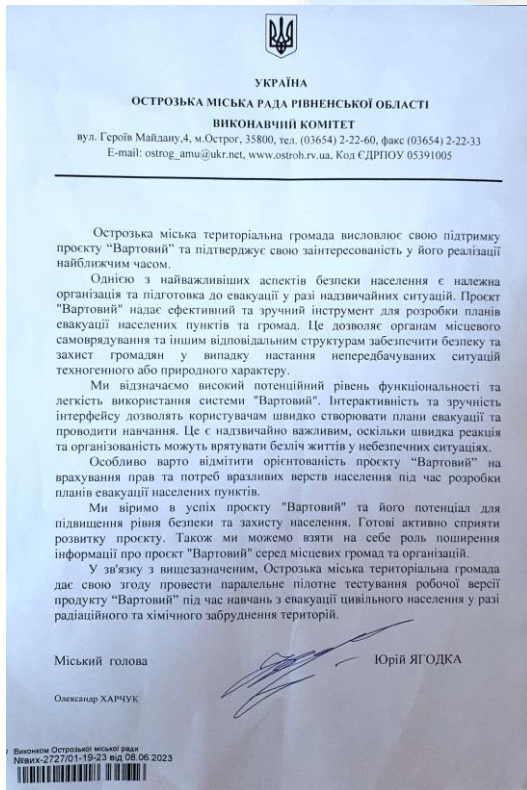 УКРАЇНА
ОСТРОЗЬКА МІСЬКА РАДА РІВНЕНСЬКОЇ ОБЛАСТІ
ВИКОНАВЧИЙ КОМІТЕТ
вул. Героїв Майдану,4, м.Острог, 35800, тел. (03654) 2-22-60, факс (03654) 2-22-33
E-mail: ostrog_amu@ukr.net, www.ostroh.rv.ua, Код ЄДРПОУ 05391005
Острозька міська територіальна громада висловлює свою підтримку
проєкту “Вартовий” та підтверджує свою заінтересованість у його реалізації
найближчим часом.
Однією з найважливіших аспектів безпеки населення є належна
організація та підготовка до евакуації у разі надзвичайних ситуацій. Проєкт
"Вартовий" надає ефективний та зручний інструмент для розробки планів
евакуації населених пунктів та громад. Це дозволяє органам місцевого
самоврядування та іншим відповідальним структурам забезпечити безпеку та
захист громадян у випадку настання непередбачуваних ситуацій
техногенного або природного характеру.
Ми відзначаємо високий потенційний рівень функціональності та
легкість використання системи "Вартовий". Інтерактивність та зручність
інтерфейсу дозволять користувачам швидко створювати плани евакуації та
проводити навчання. Це є надзвичайно важливим, оскільки швидка реакція
та організованість можуть врятувати безліч життів у небезпечних ситуаціях.
Особливо варто відмітити орієнтованість проєкту “Вартовий” на
врахування прав та потреб вразливих верств населення під час розробки
планів евакуації населених пунктів.
Ми віримо в успіх проєкту "Вартовий" та його потенціал для
підвищення рівня безпеки та захисту населення. Готові активно сприяти
розвитку проєкту. Також ми можемо взяти на себе роль поширення
інформації про проєкт "Вартовий" серед місцевих громад та організацій.
У зв'язку з вищезазначеним, Острозька міська територіальна громада
дає свою згоду провести паралельне пілотне тестування робочої версії
продукту “Вартовий” під час навчань з евакуації цивільного населення у разі
радіаційного та хімічного забруднення територій.
Міський голова Юрій ЯГОДКА
Олександр ХАРЧУК
Виконком Острозької міської ради
№вих-2727/01-19-23 від 08.06.2023